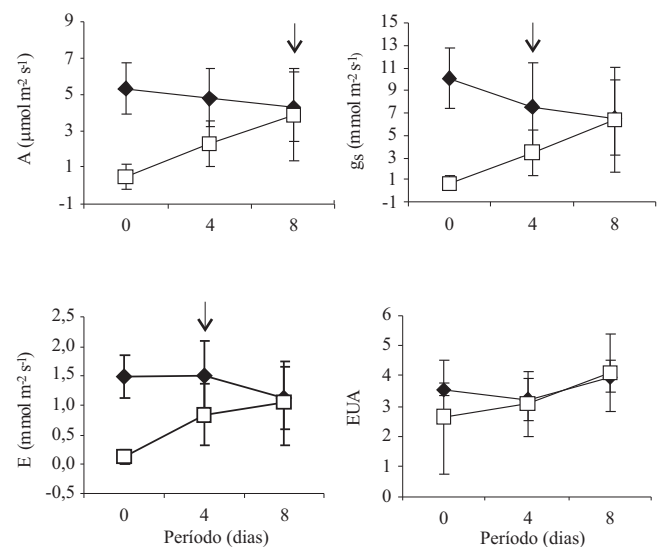 A (μmol m-2 s-1)
9
7
5
3
1
-1
0 4 8
gs (mmol m-2 s-1)
15
13
11
9
7
5
3
1
-1
0 4 8
E (mmol m-2 s-1)
2,5
2,0
1,5
1,0
0,5
0,0
-0,5
0 4 8
Período (dias)
EUA
6
5
4
3
2
1
0
0 4 8
Período (dias)